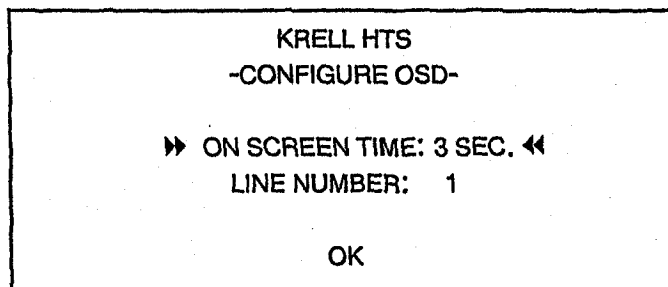 KRELL HTS
-CONFIGURE OSD-
ON SCREEN TIME: 3 SEC.
LINE NUMBER: 1
OK